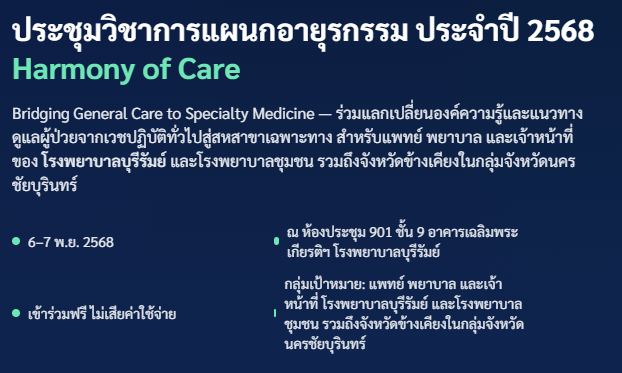 ประชุมวิชาการแผนกอายุรกรรม ประจำปี 2568
Harmony of Care
Bridging General Care to Specialty Medicine — ร่วมแลกเปลี่ยนองค์ความรู้และแนวทาง
ดูแลผู้ป่วยจากเวชปฏิบัติทั่วไปสู่สหสาขาเฉพาะทาง สำหรับแพทย์ พยาบาล และเจ้าหน้าที่
ของ โรงพยาบาลบุรีรัมย์ และโรงพยาบาลชุมชน รวมถึงจังหวัดข้างเคียงในกลุ่มจังหวัดนคร
ชัยบุรินทร์
6–7 พ.ย. 2568
ณ ห้องประชุม 901 ชั้น 9 อาคารเฉลิมพระ
เกียรติฯ โรงพยาบาลบุรีรัมย์
เข้าร่วมฟรี ไม่เสียค่าใช้จ่าย
กลุ่มเป้าหมาย: แพทย์ พยาบาล และเจ้า
หน้าที่ โรงพยาบาลบุรีรัมย์ และโรงพยาบาล
ชุมชน รวมถึงจังหวัดข้างเคียงในกลุ่มจังหวัด
นครชัยบุรินทร์